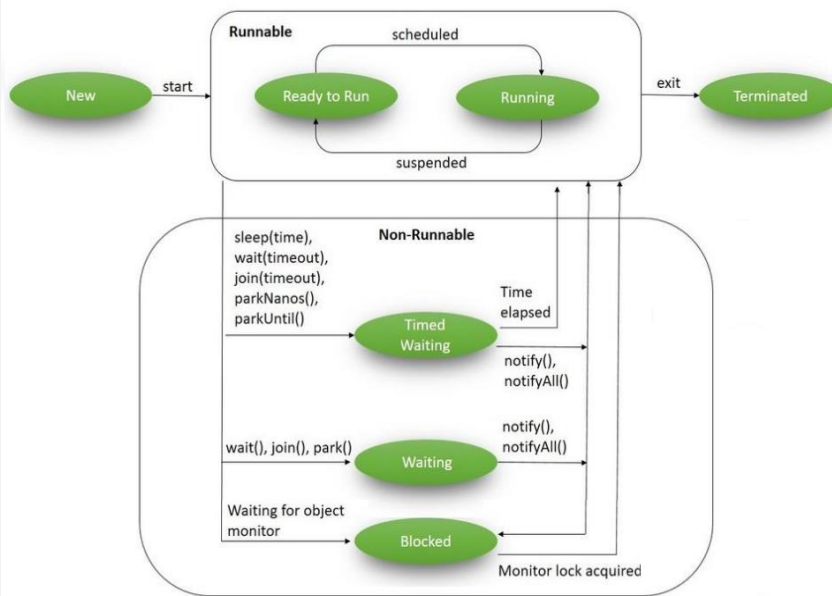 Runnable
scheduled
New
start
Ready to Run
Running
exit
Terminated
suspended
Non-Runnable
sleep(time),
wait(timeout),
join(timeout),
parkNanos(),
parkUntil()
Time
elapsed
Timed
Waiting
notify(),
notifyAll()
wait(), join(), park()
Waiting
notify(),
notifyAll()
Waiting for object
monitor
Blocked
Monitor lock acquired